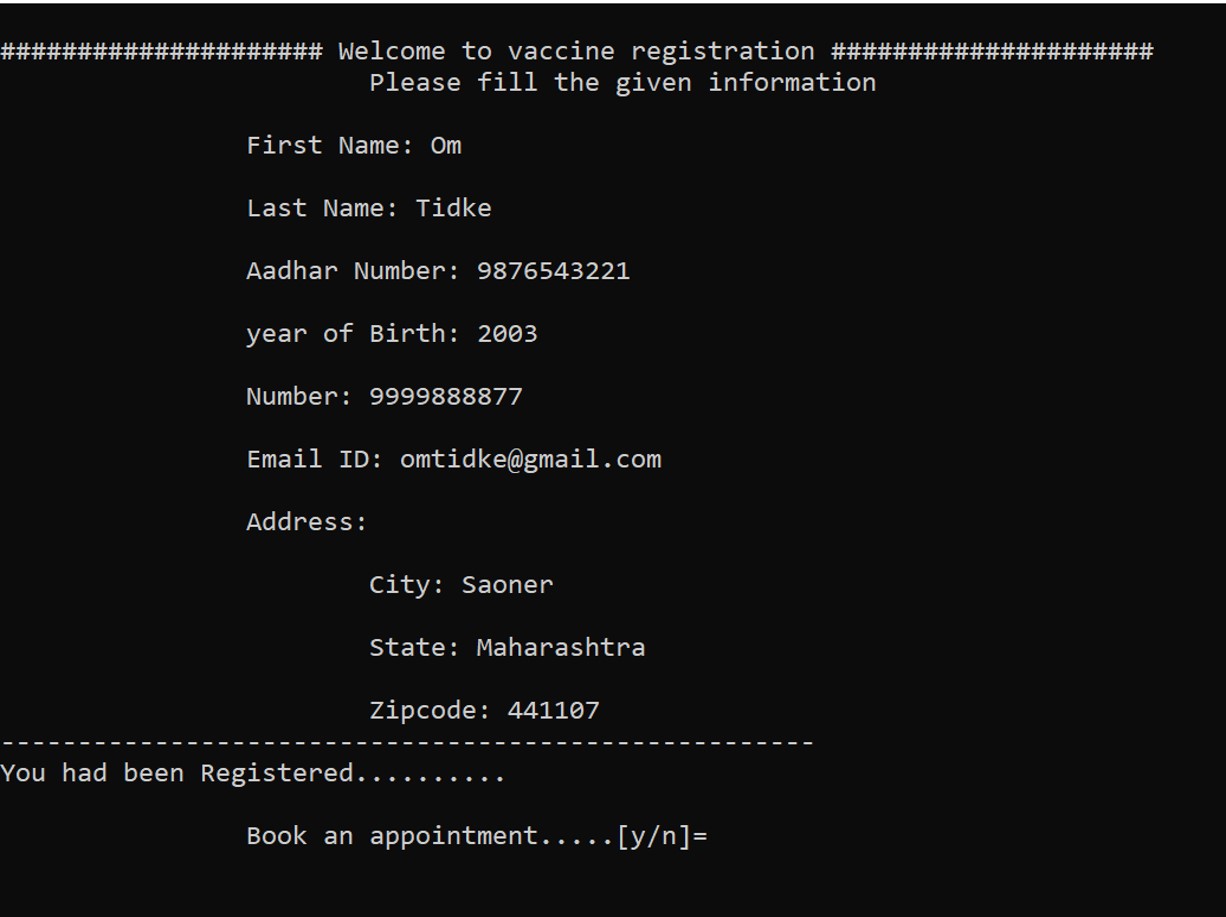 ##################### Welcome to vaccine registration #####################
Please fill the given information
First Name: Om
Last Name: Tidke
Aadhar Number: 9876543221
year of Birth: 2003
Number: 9999888877
Email ID: omtidke@gmail.com
Address:
City: Saoner
State: Maharashtra
Zipcode: 441107
-----------------------------------------------------
You had been Registered..........
Book an appointment.....[y/n]=